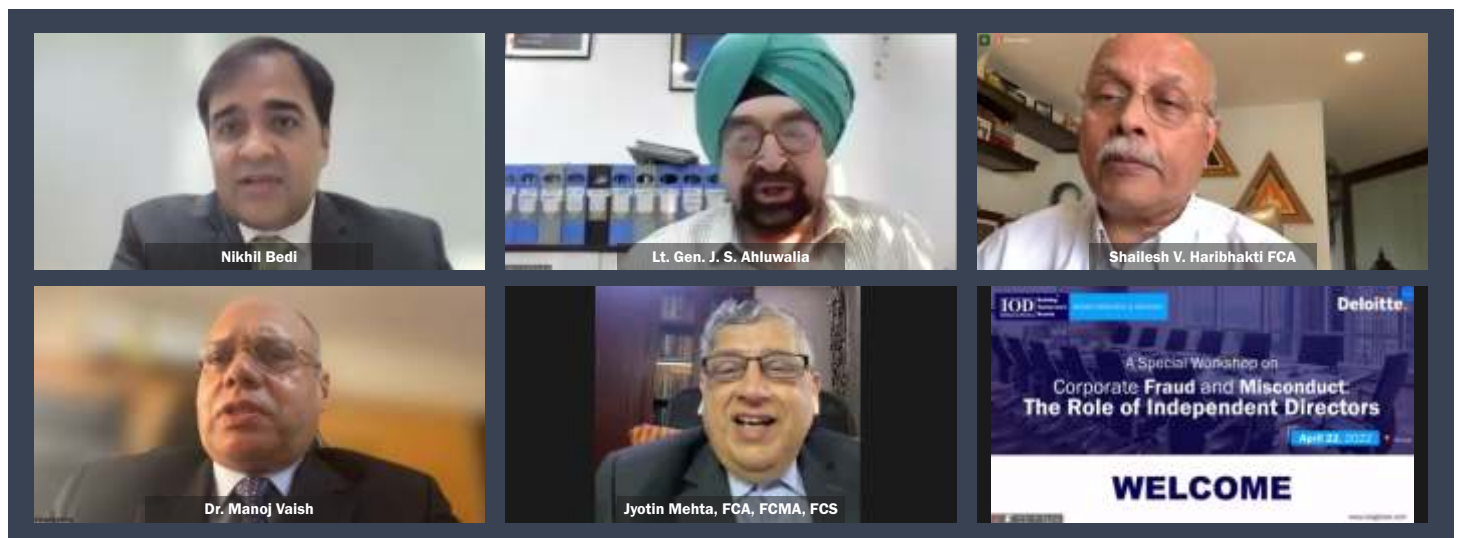 Nikhil Bedi
Lt. Gen. J. S. Ahluwalia
Shailesh V. Haribhakti FCA
Dr. Manoj Vaish
Jyotin Mehta, FCA, FCMA, FCS
IOD
Deloitte.
A Special Workshop on
Corporate Fraud and Misconduct:
The Role of Independent Directors
April 22, 2022
WELCOME